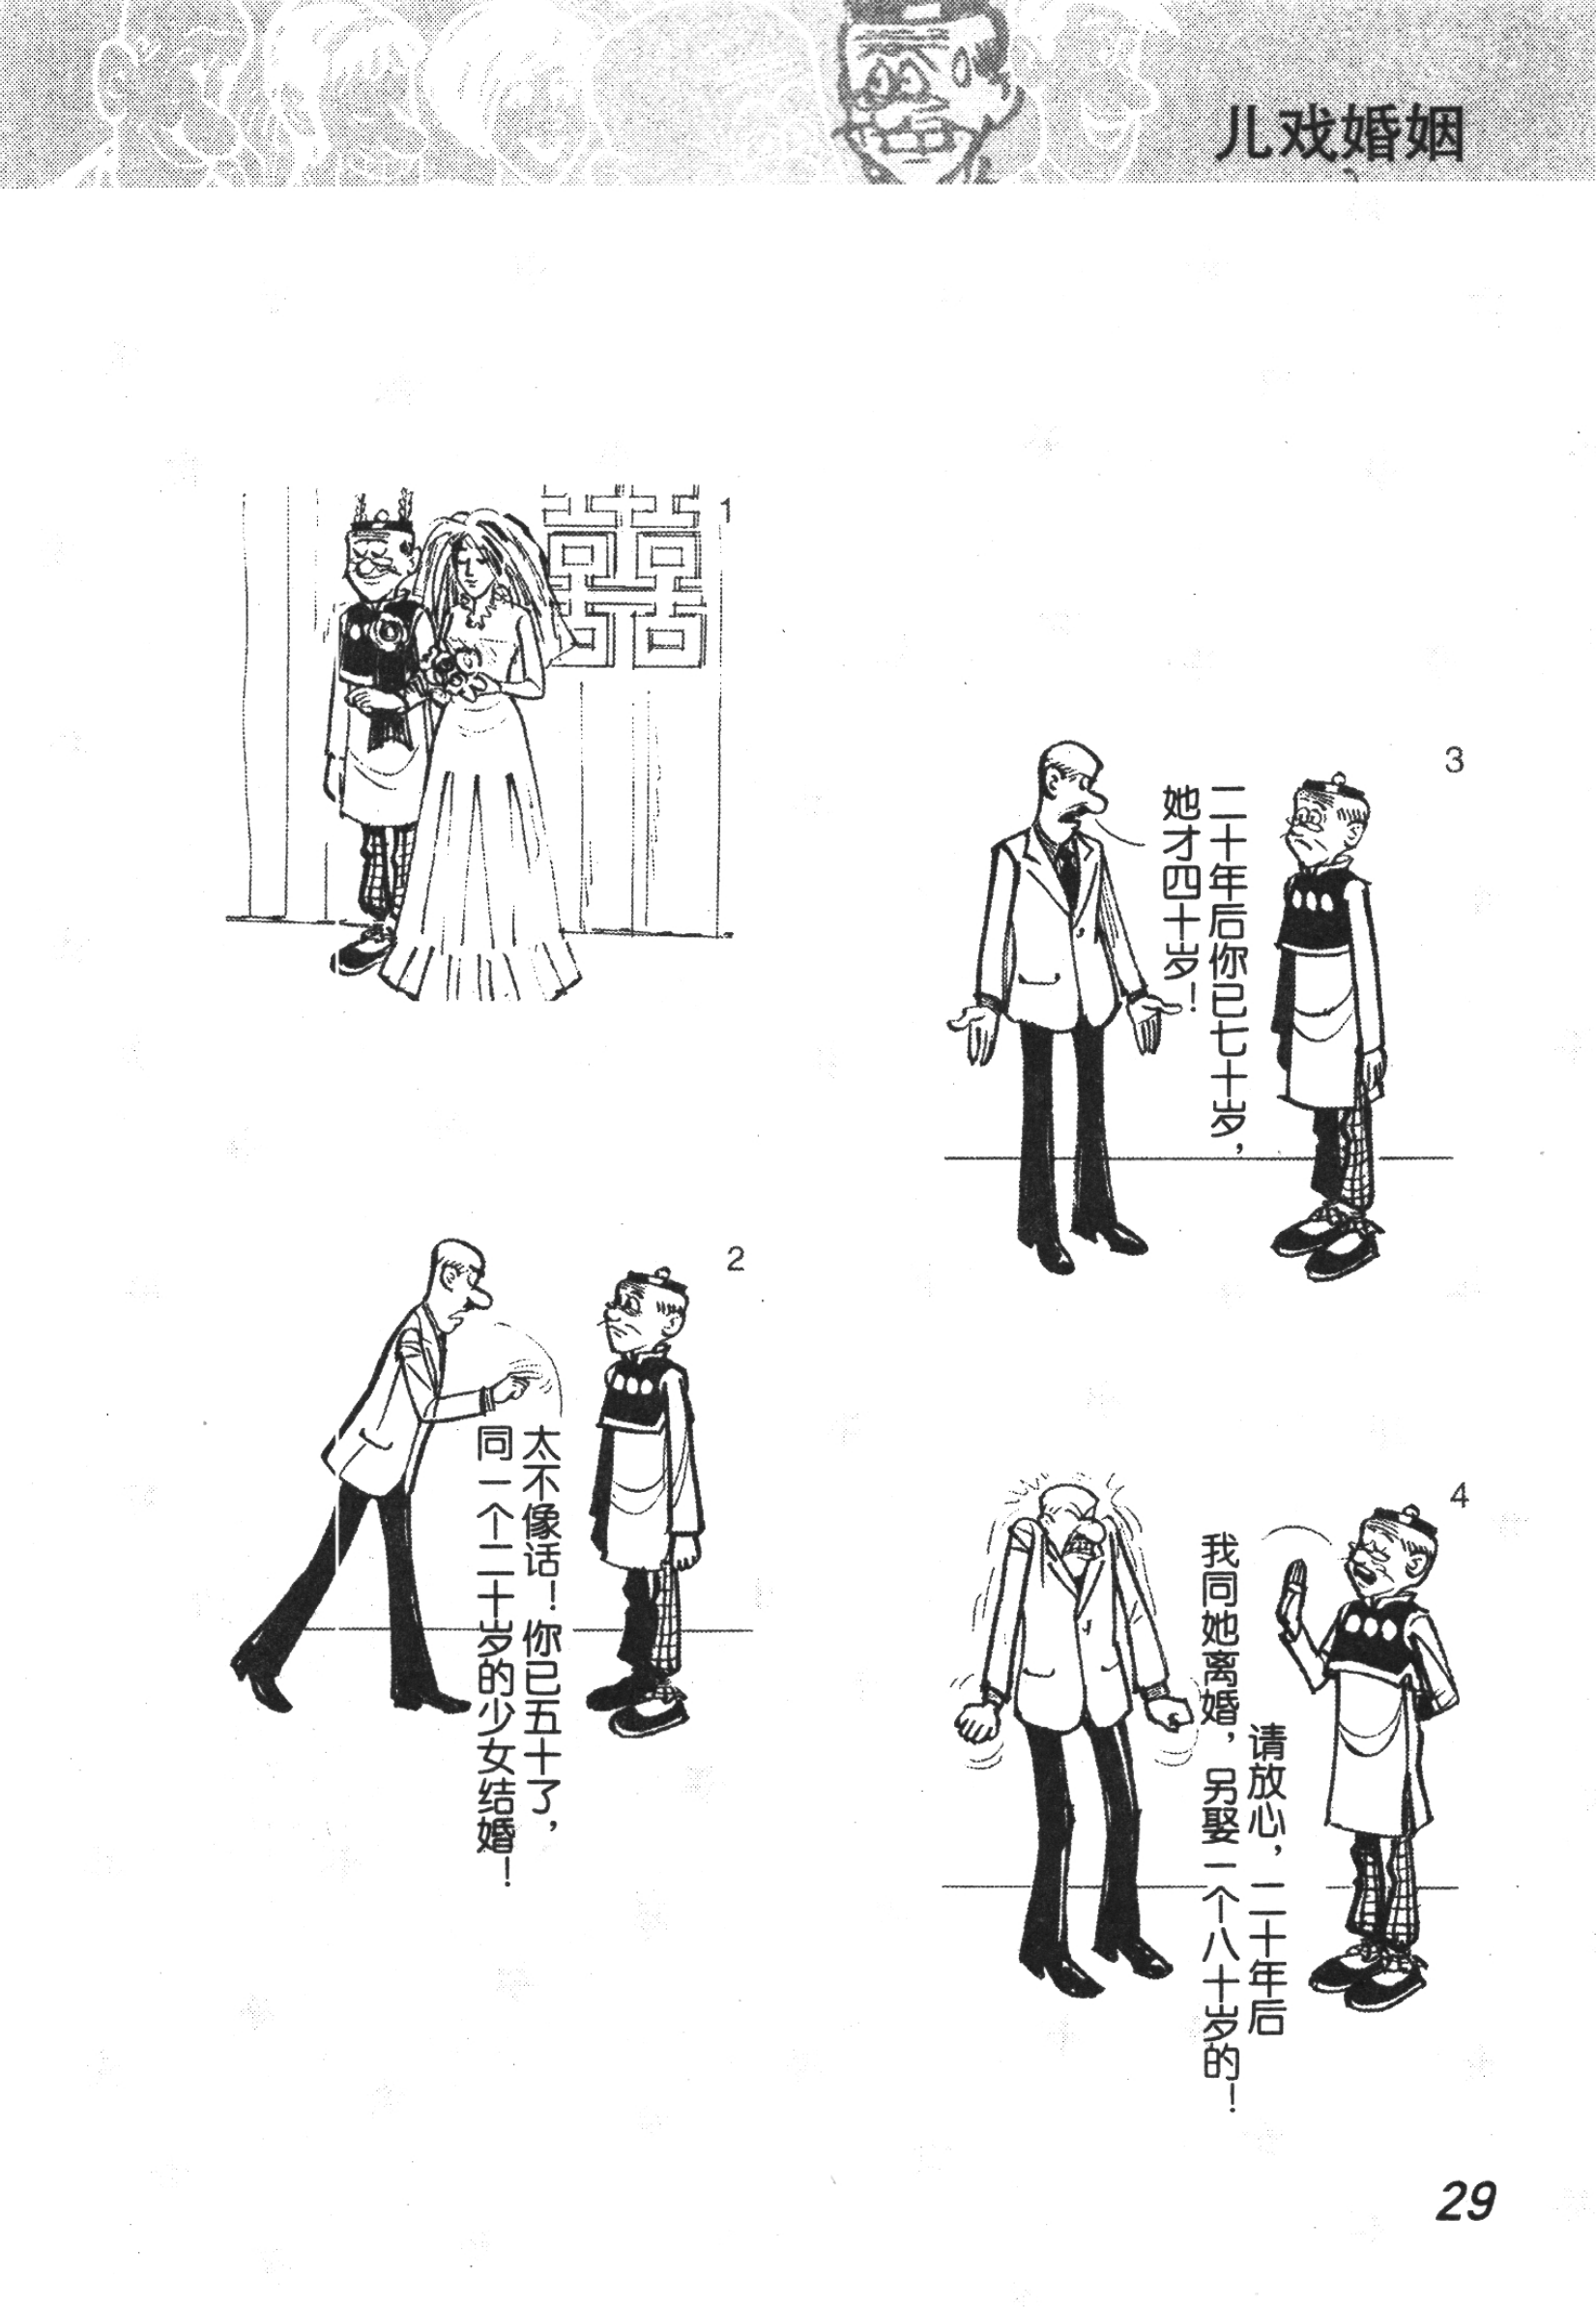 儿戏婚姻
1
2
太不像话！你已五十了，
同一个二十岁的少女结婚！
3
二十年后你已七十岁，
她才四十岁！
4
请放心，二十年后
我同她离婚，另娶一个八十岁的！
29